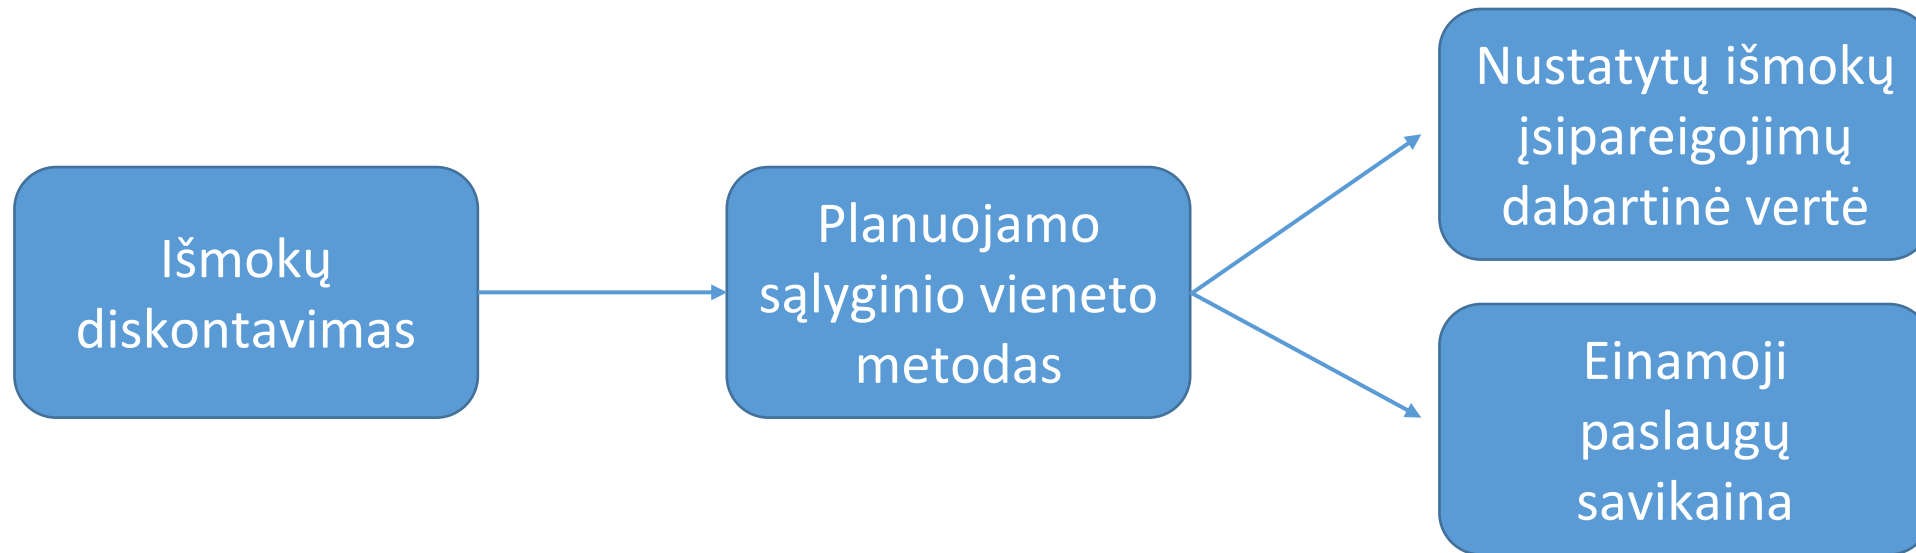 Išmokų
diskontavimas
Planuojamo
sąlyginio vieneto
metodas
Nustatytų išmokų
įsipareigojimų
dabartinė vertė
Einamoji
paslaugų
savikaina